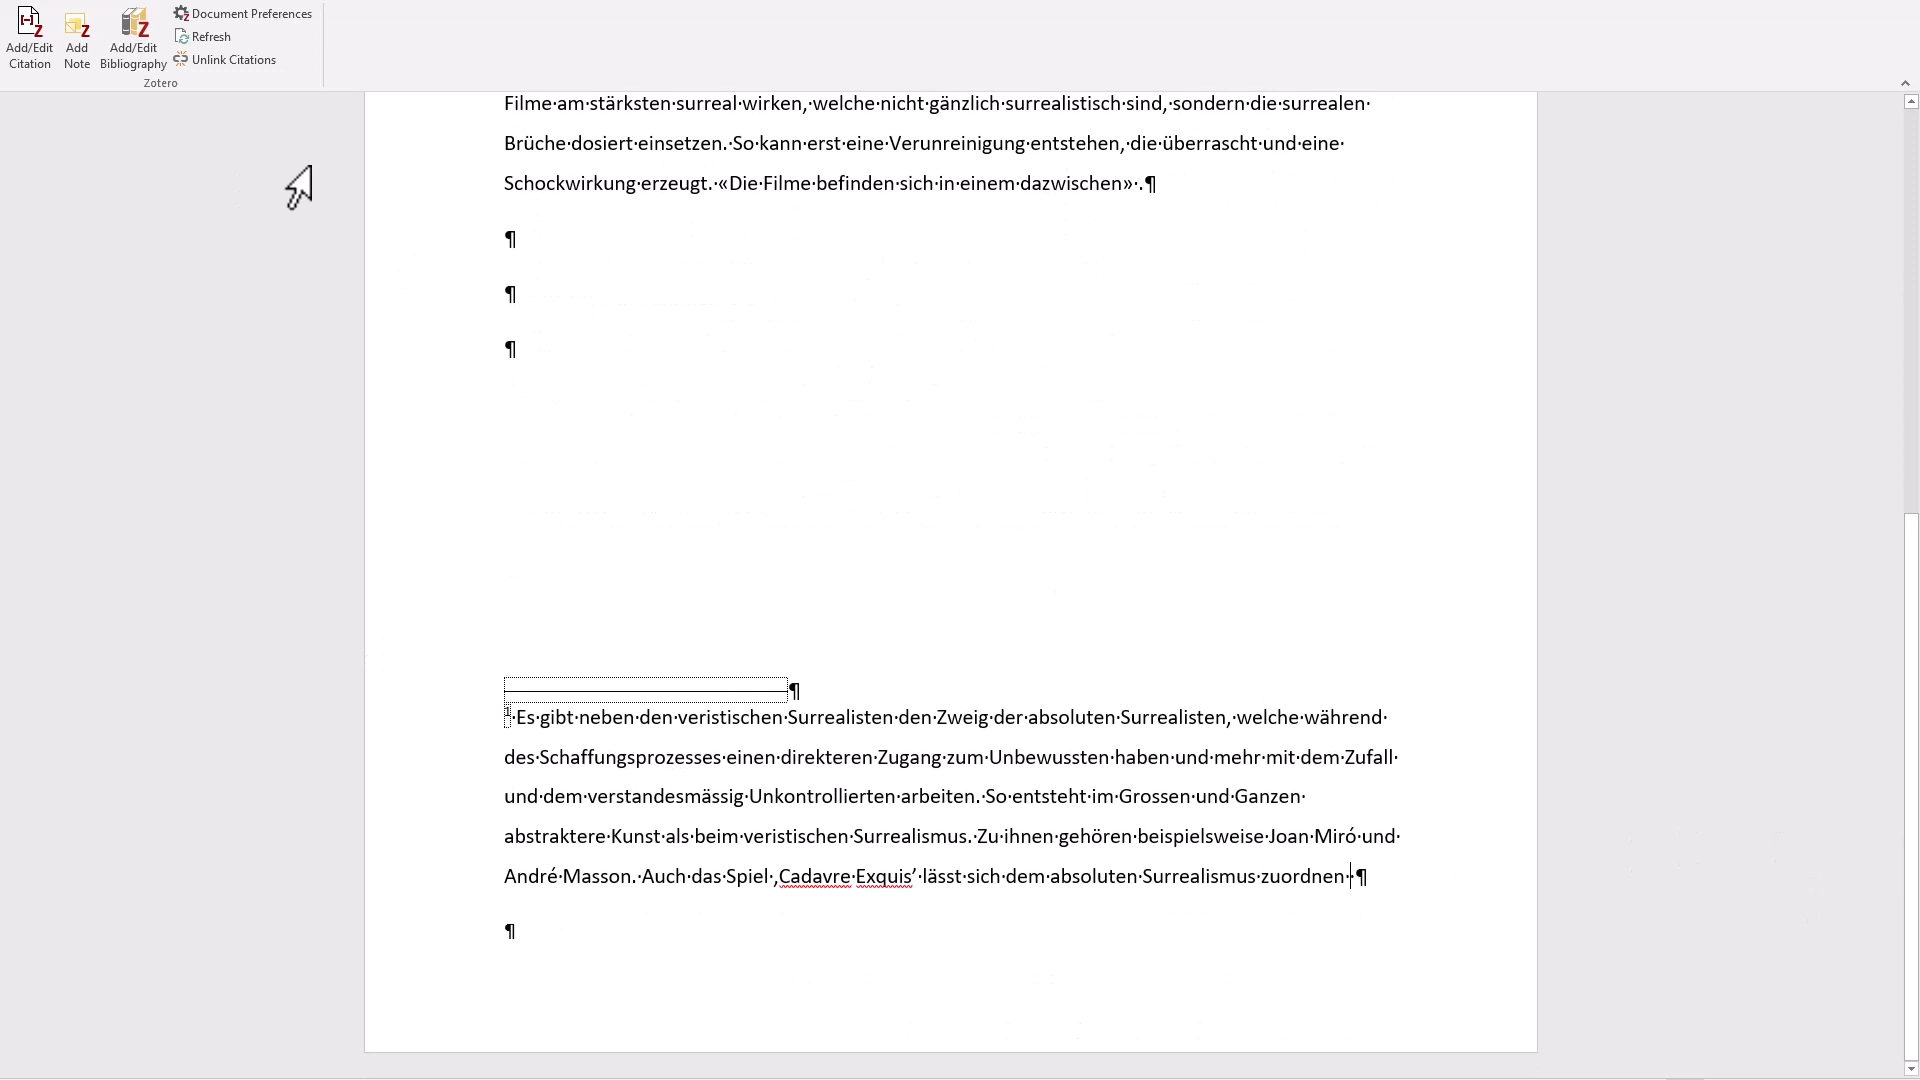 Add/Edit Citation
Add Note
Add/Edit Bibliography
Document Preferences
Refresh
Unlink Citations
Zotero
Filme am stärksten surreal wirken, welche nicht gänzlich surrealistisch sind, sondern die surrealen
Brüche dosiert einsetzen. So kann erst eine Verunreinigung entstehen, die überrascht und eine
Schockwirkung erzeugt. «Die Filme befinden sich in einem dazwischen» .¶
¶
¶
¶
¶
1 Es gibt neben den veristischen Surrealisten den Zweig der absoluten Surrealisten, welche während
des Schaffungsprozesses einen direkteren Zugang zum Unbewussten haben und mehr mit dem Zufall
und dem verstandesmässig Unkontrollierten arbeiten. So entsteht im Grossen und Ganzen
abstraktere Kunst als beim veristischen Surrealismus. Zu ihnen gehören beispielsweise Joan Miró und
André Masson. Auch das Spiel ‚Cadavre Exquis’ lässt sich dem absoluten Surrealismus zuordnen ¶
¶